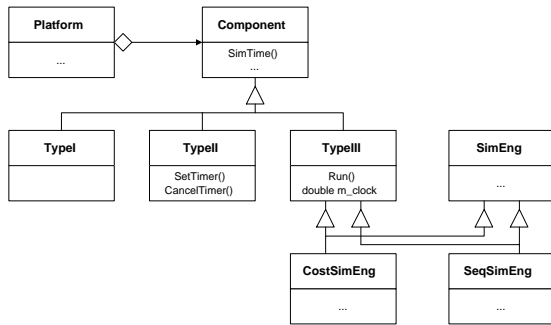 Platform
...
Component
SimTime()
...
TypeI
TypeII
SetTimer()
CancelTimer()
TypeIII
Run()
double m_clock
SimEng
...
CostSimEng
...
SeqSimEng
...